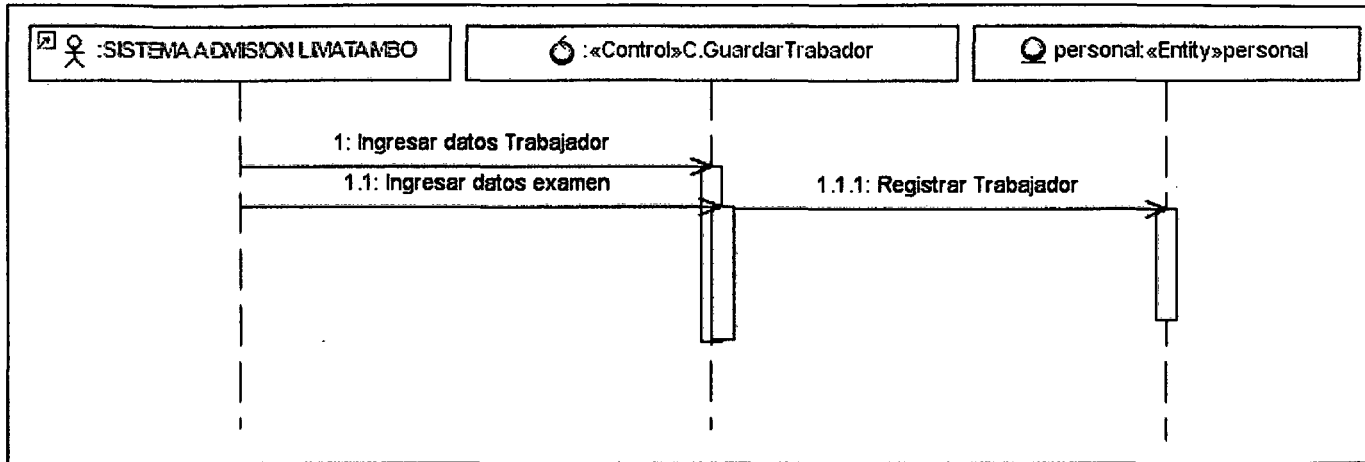 :SISTEMA ADMISION LIMATAMBO
:«Control»C.GuardarTrabador
personal:«Entity»personal
1: Ingresar datos Trabajador
1.1: Ingresar datos examen
1.1.1: Registrar Trabajador